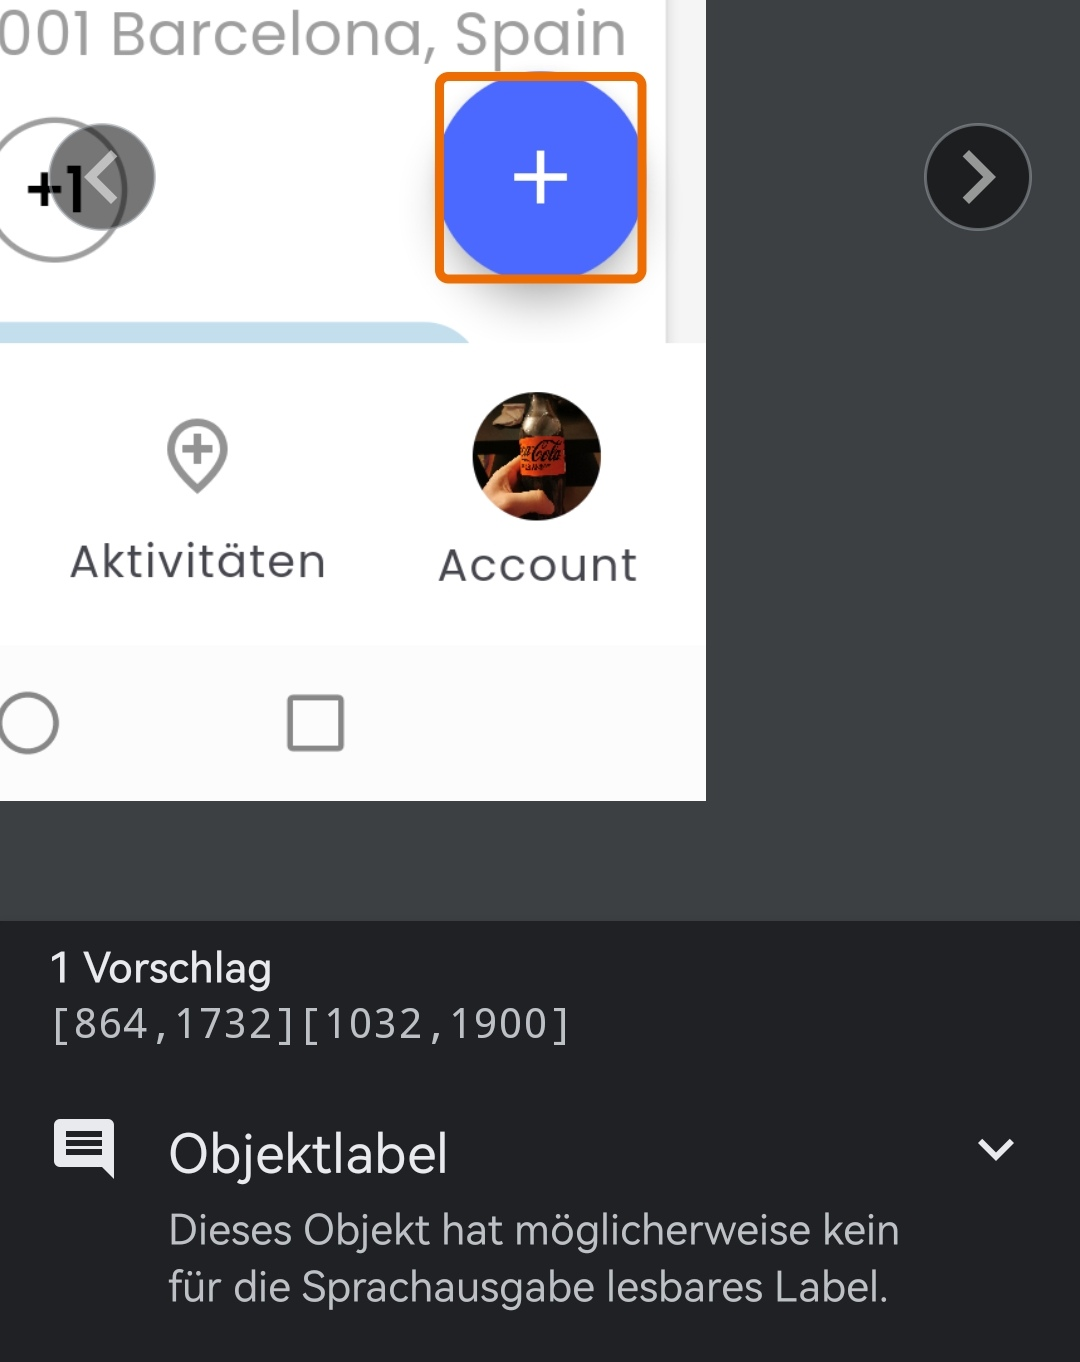 001 Barcelona, Spain
+1
Aktivitäten
Account
1 Vorschlag
[864,1732][1032,1900]
Objektlabel
Dieses Objekt hat möglicherweise kein
für die Sprachausgabe lesbares Label.